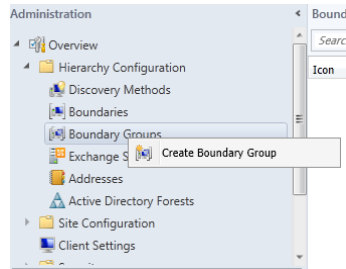 Administration
Bound
Overview
Searc
Hierarchy Configuration
Icon
Discovery Methods
Boundaries
Boundary Groups
Create Boundary Group
Exchange S
Addresses
Active Directory Forests
Site Configuration
Client Settings